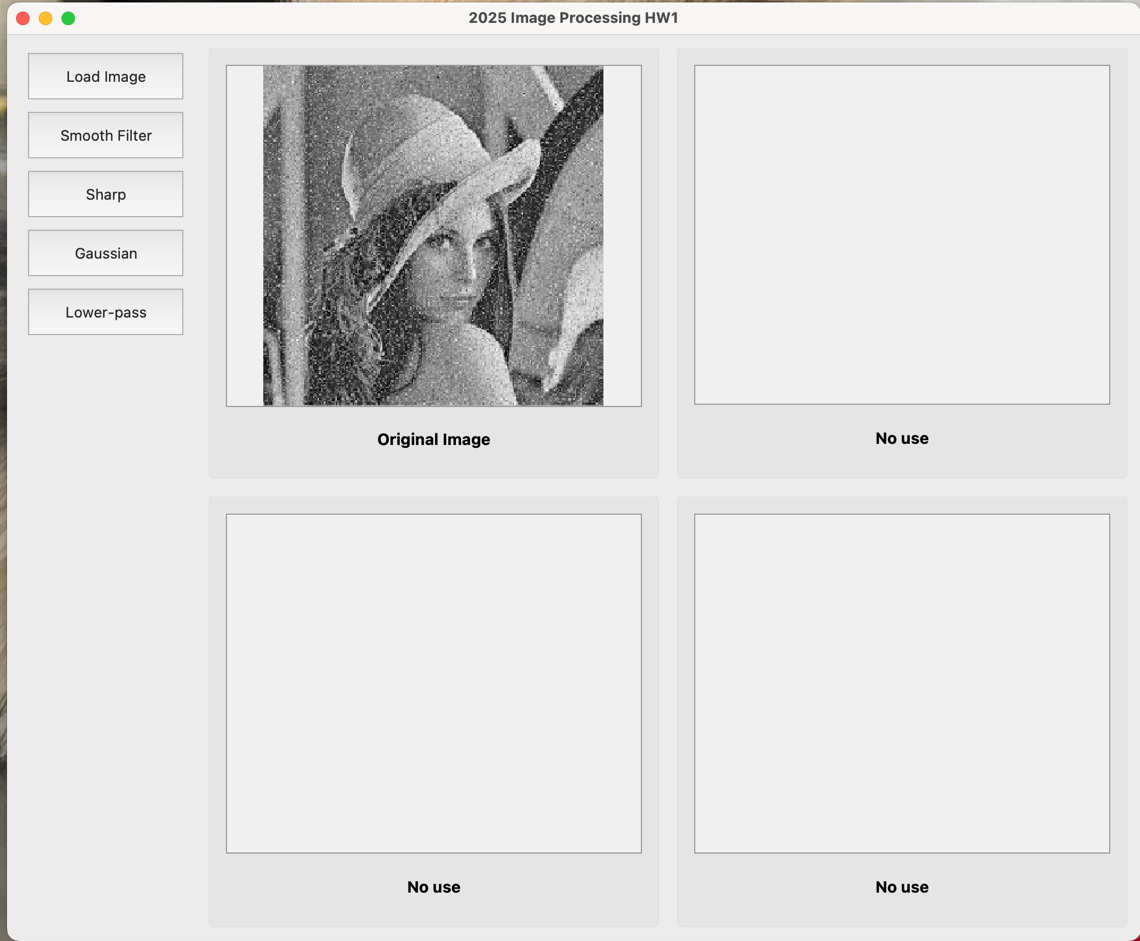 2025 Image Processing HW1
Load Image
Smooth Filter
Sharp
Gaussian
Lower-pass
Original Image
No use
No use
No use